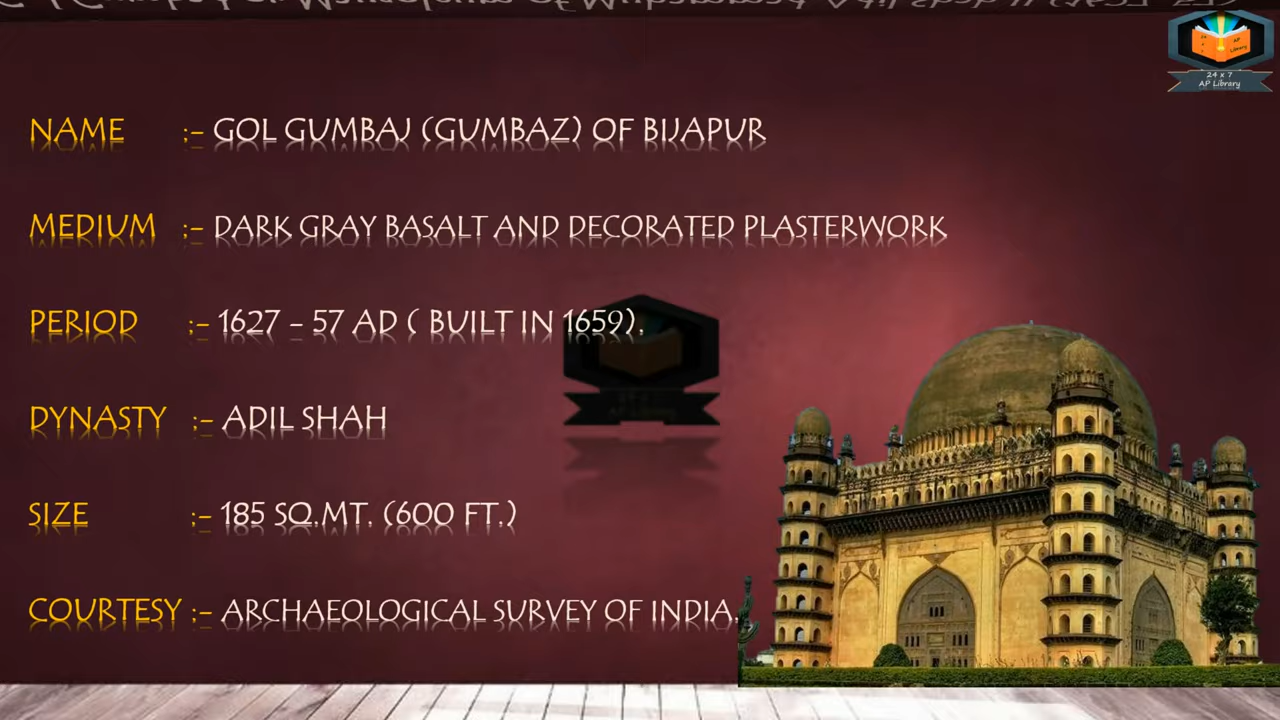 NAME :- GOL GUMBAJ (GUMBAZ) OF BIJAPUR
24 x 7
AP Library
MEDIUM :- DARK GRAY BASALT AND DECORATED PLASTERWORK
PERIOD :- 1627 - 57 AD ( BUILT IN 1659).
DYNASTY :- ADIL SHAH
SIZE :- 185 SQ.MT. (600 FT.)
COURTESY :- ARCHAEOLOGICAL SURVEY OF INDIA.